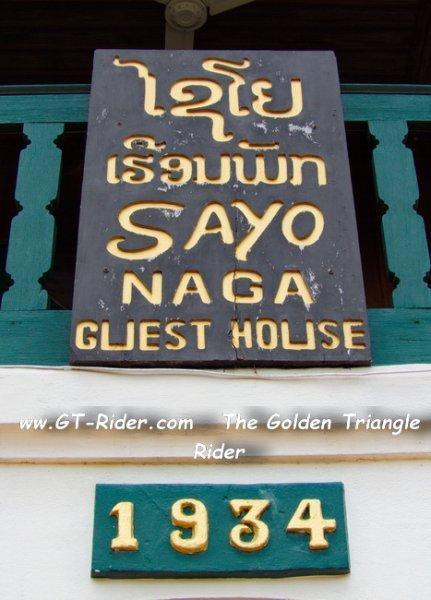 ໄຊໂຍ
ເຮືອນພັກ
SAYO
NAGA
GUEST HOUSE
ww.GT-Rider.com The Golden Triangle
Rider
1934